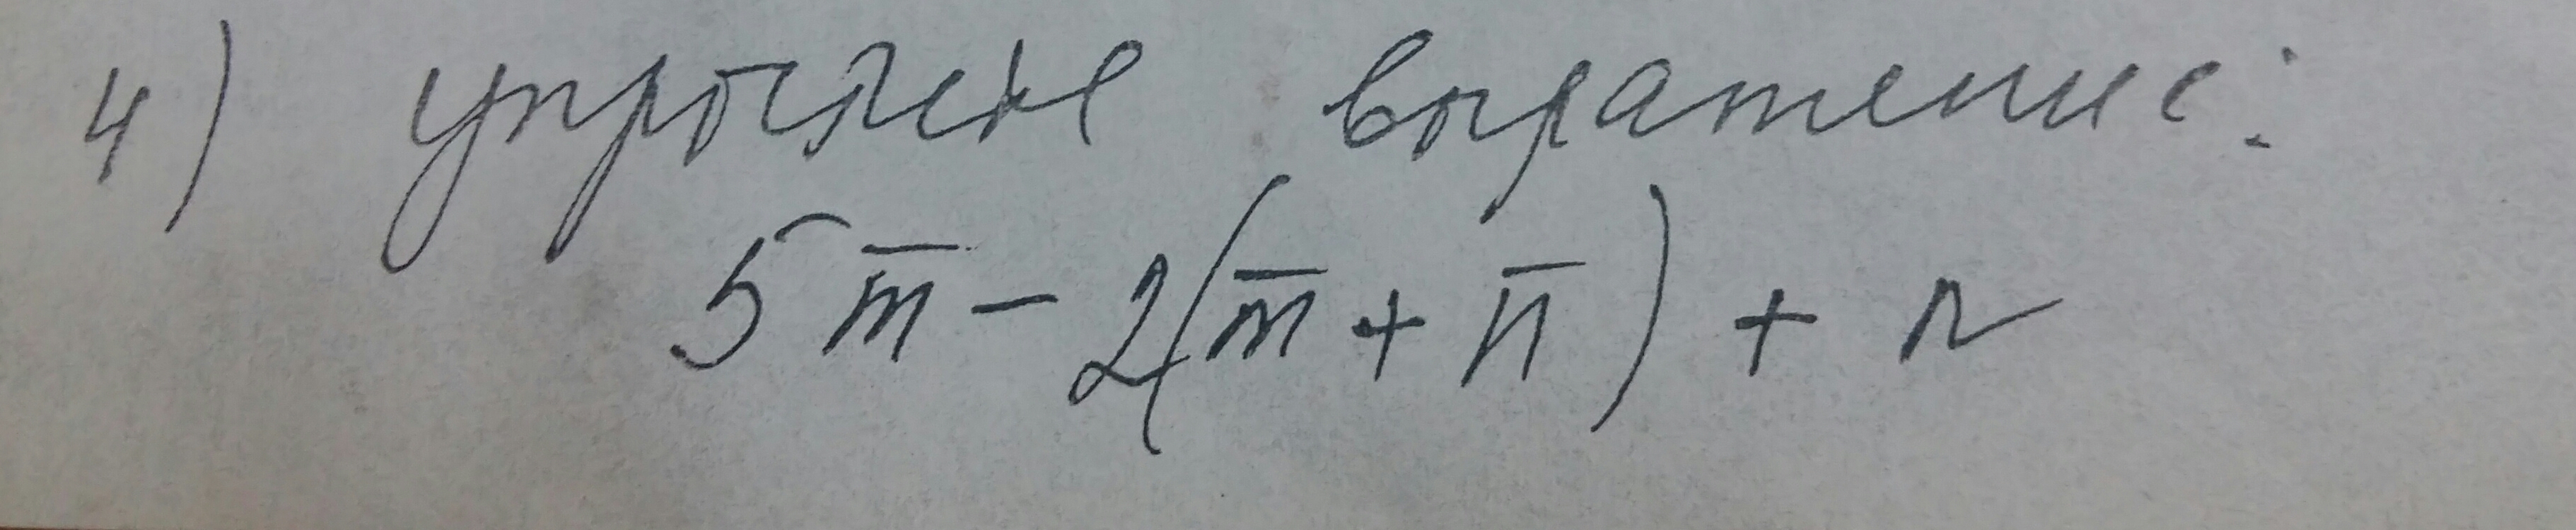 4) упростите выражение:
5m̅ - 2(m̅ + n̅) + n